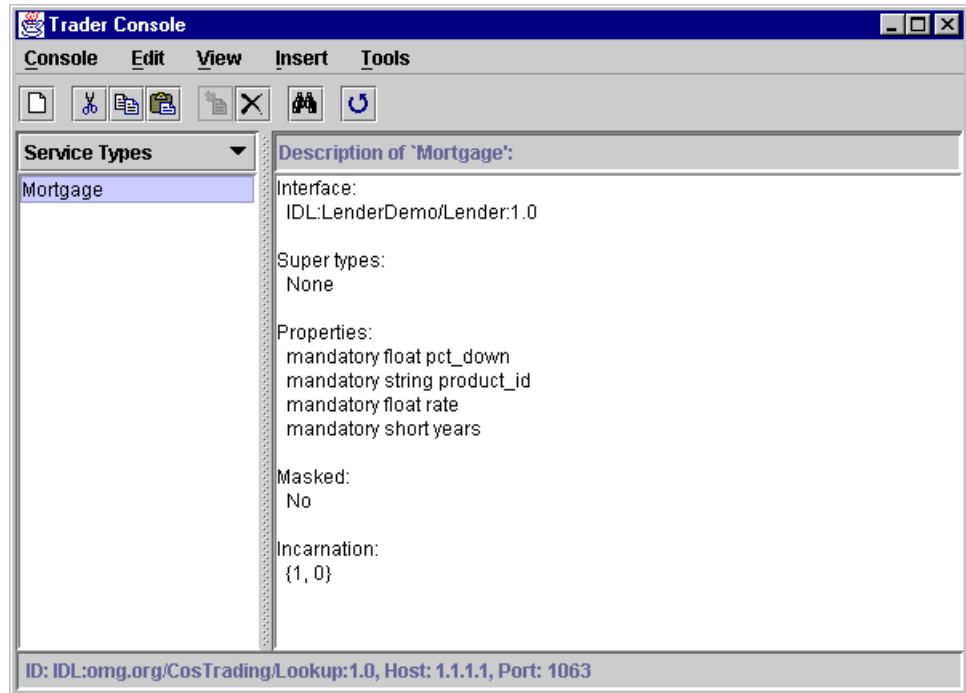 Trader Console
Console Edit View Insert Tools
Service Types
Description of `Mortgage':
Mortgage
Interface:
IDL:LenderDemo/Lender:1.0
Super types:
None
Properties:
mandatory float pct_down
mandatory string product_id
mandatory float rate
mandatory short years
Masked:
No
Incarnation:
{1, 0}
ID: IDL:omg.org/CosTrading/Lookup:1.0, Host: 1.1.1.1, Port: 1063